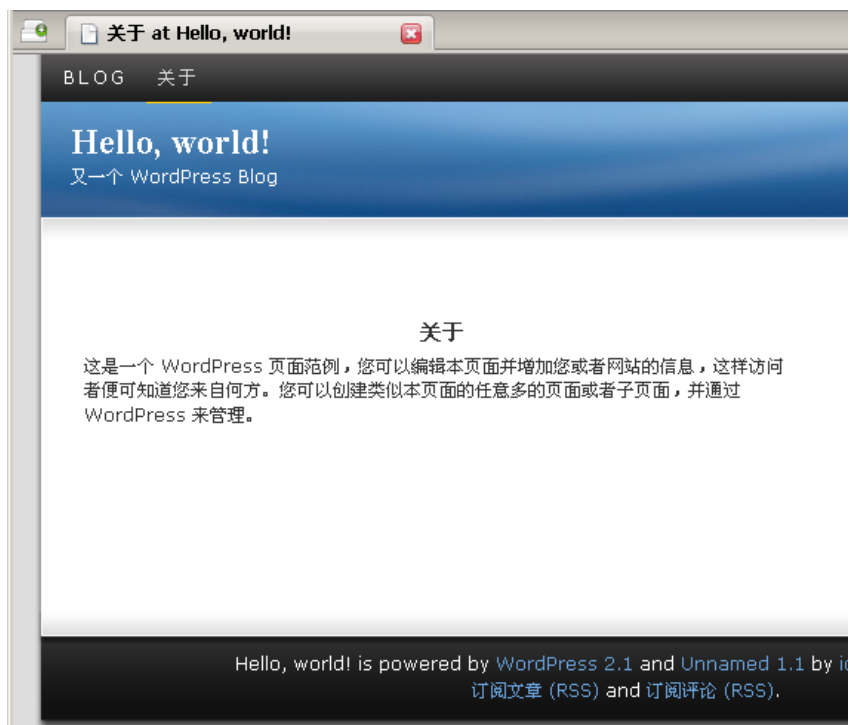 关于 at Hello, world!
BLOG 关于
Hello, world!
又一个 WordPress Blog
关于
这是一个 WordPress 页面范例，您可以编辑本页面并增加您或者网站的信息，这样访问
者便可知道您来自何方。您可以创建类似本页面的任意多的页面或者子页面，并通过
WordPress 来管理。
Hello, world! is powered by WordPress 2.1 and Unnamed 1.1 by
订阅文章 (RSS) and 订阅评论 (RSS).